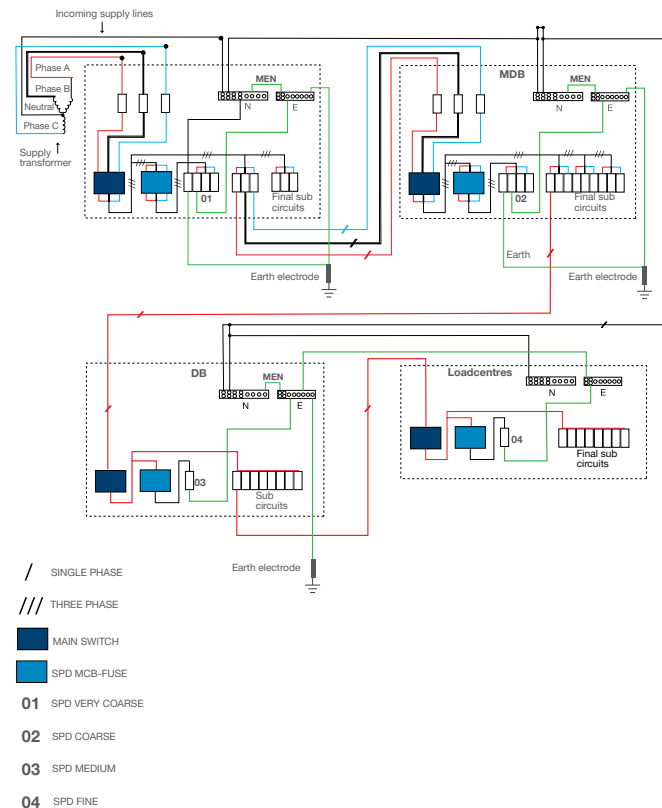 Incoming supply lines
Phase A
Phase B
Neutral
Phase C
Supply
transformer
MEN
N
E
01
Final sub
circuits
Earth electrode
MDB
MEN
N
E
02
Final sub
circuits
Earth
Earth electrode
DB
MEN
N
E
03
Sub
circuits
Earth electrode
Loadcentres
N
E
04
Final sub
circuits
SINGLE PHASE
THREE PHASE
MAIN SWITCH
SPD MCB-FUSE
01 SPD VERY COARSE
02 SPD COARSE
03 SPD MEDIUM
04 SPD FINE